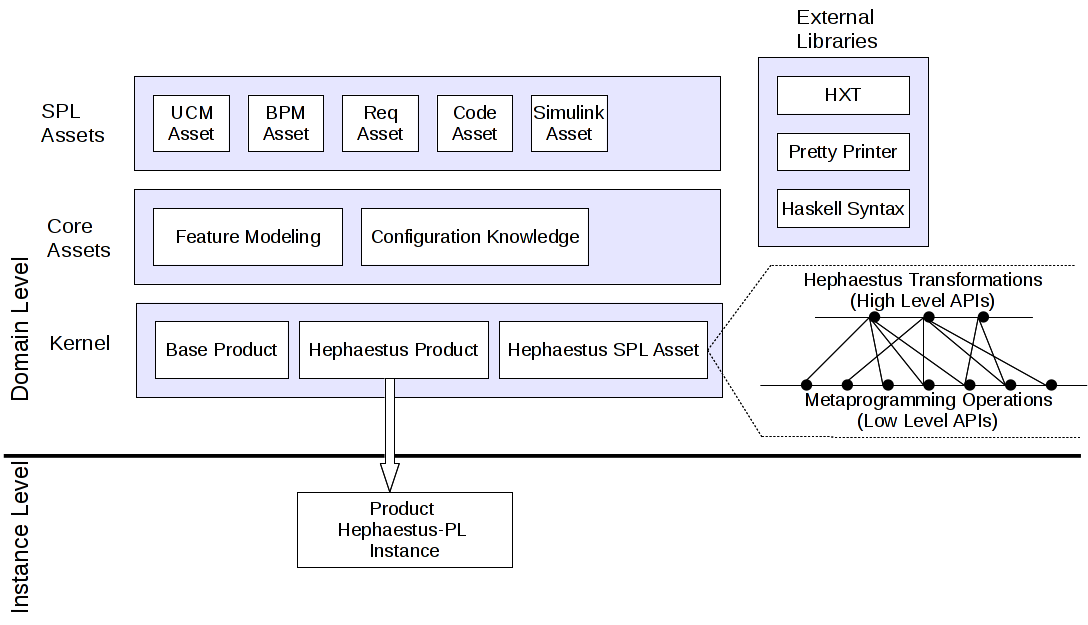 External
Libraries
SPL
Assets
UCM
Asset
BPM
Asset
Req
Asset
Code
Asset
Simulink
Asset
HXT
Pretty Printer
Haskell Syntax
Core
Assets
Feature Modeling
Configuration Knowledge
Domain Level
Kernel
Base Product
Hephaestus Product
Hephaestus SPL Asset
Hephaestus Transformations
(High Level APIs)
Metaprogramming Operations
(Low Level APIs)
Instance Level
Product
Hephaestus-PL
Instance